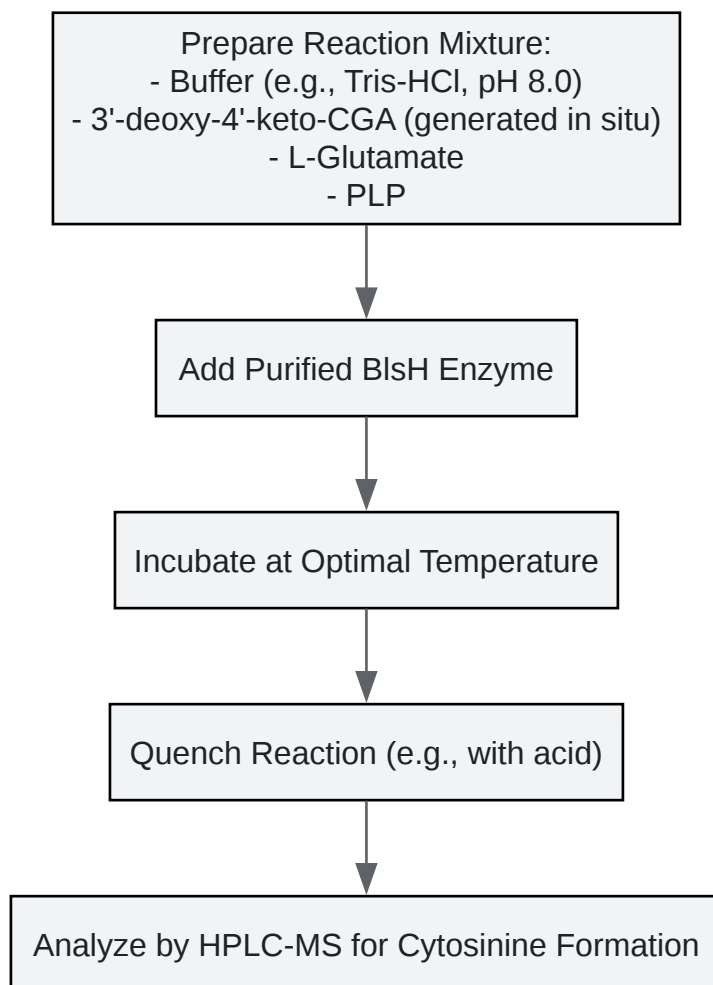 Prepare Reaction Mixture:
- Buffer (e.g., Tris-HCl, pH 8.0)
- 3'-deoxy-4'-keto-CGA (generated in situ)
- L-Glutamate
- PLP
Add Purified BlsH Enzyme
Incubate at Optimal Temperature
Quench Reaction (e.g., with acid)
Analyze by HPLC-MS for Cytosinine Formation